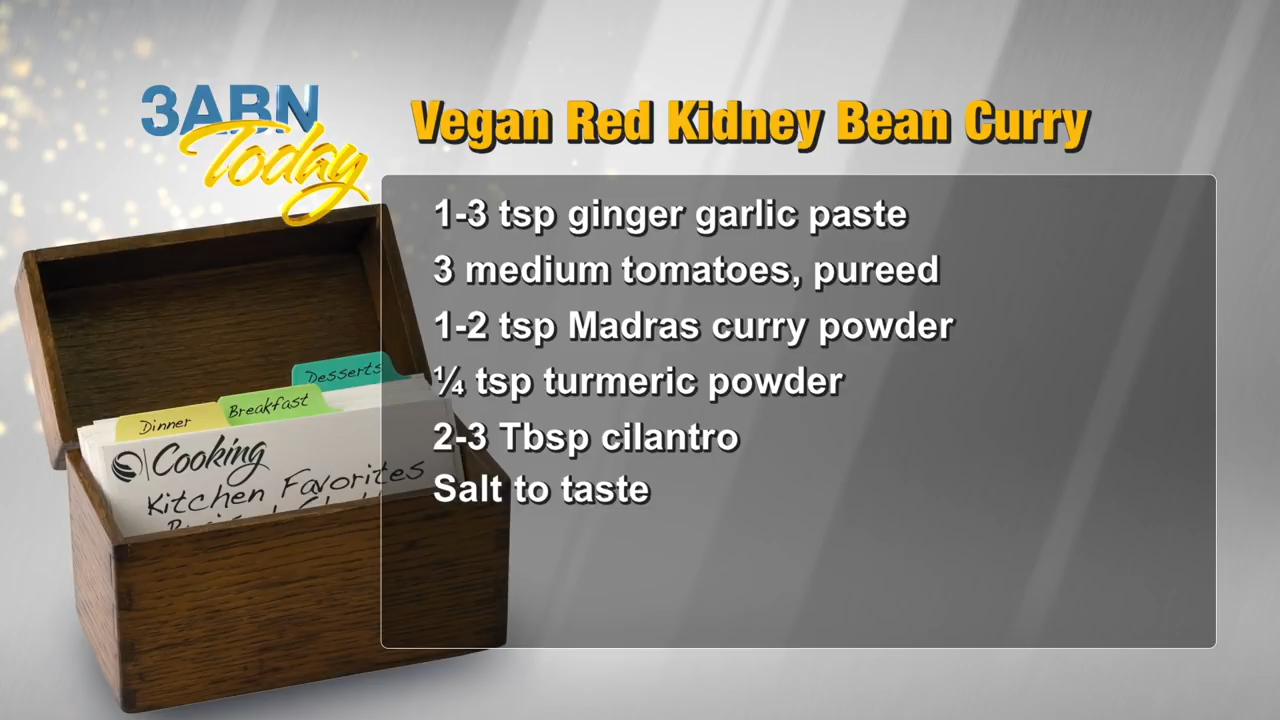 3ABN
Today
Vegan Red Kidney Bean Curry
1-3 tsp ginger garlic paste
3 medium tomatoes, pureed
1-2 tsp Madras curry powder
¼ tsp turmeric powder
2-3 Tbsp cilantro
Salt to taste
Desserts
Breakfast
Dinner
Cooking
Kitchen Favorites